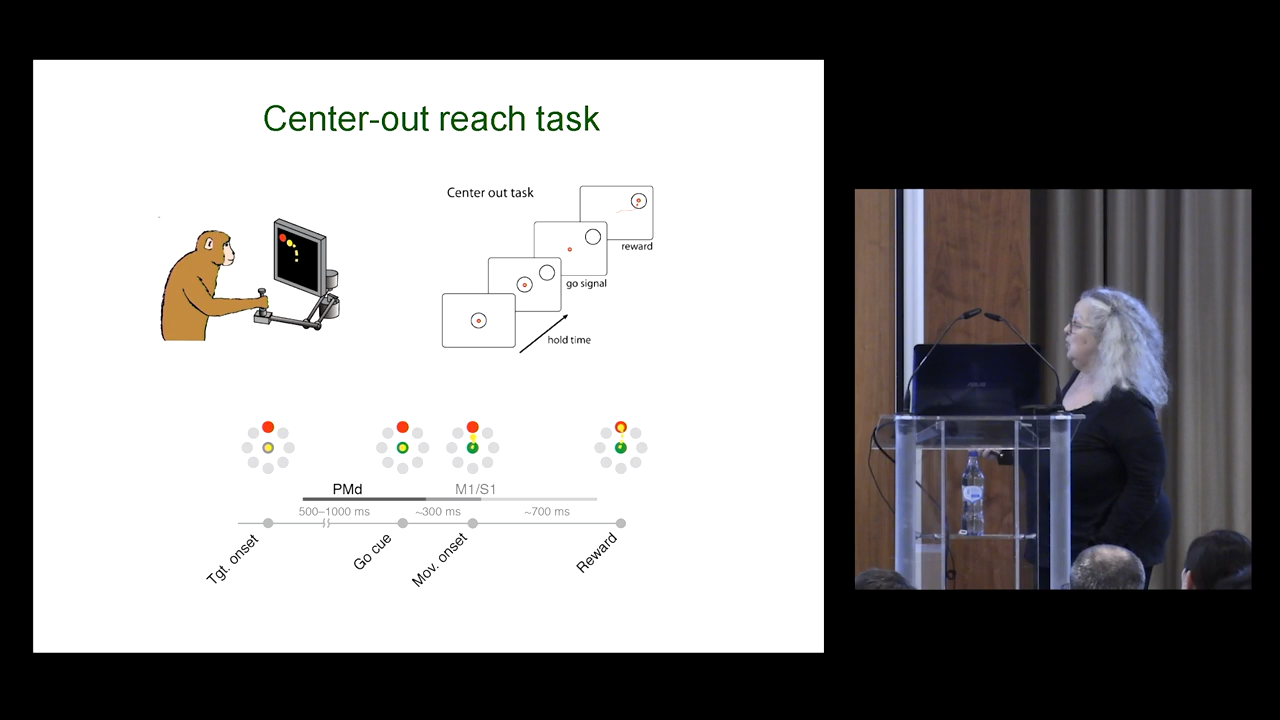 Center-out reach task
Center out task
reward
go signal
hold time
PMd
M1/S1
500–1000 ms
~300 ms
~700 ms
Tgt. onset
Go cue
Mov. onset
Reward